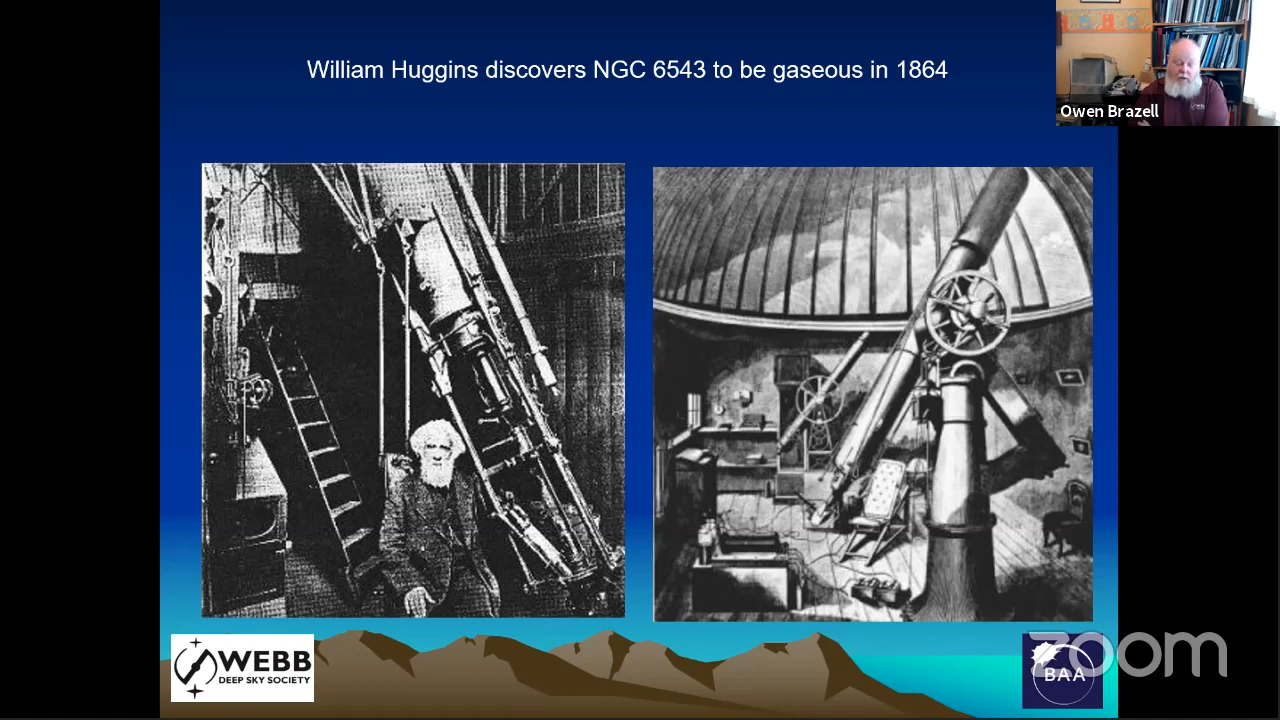 William Huggins discovers NGC 6543 to be gaseous in 1864
Owen Brazell
WEBB
DEEP SKY SOCIETY
zoom
BAA